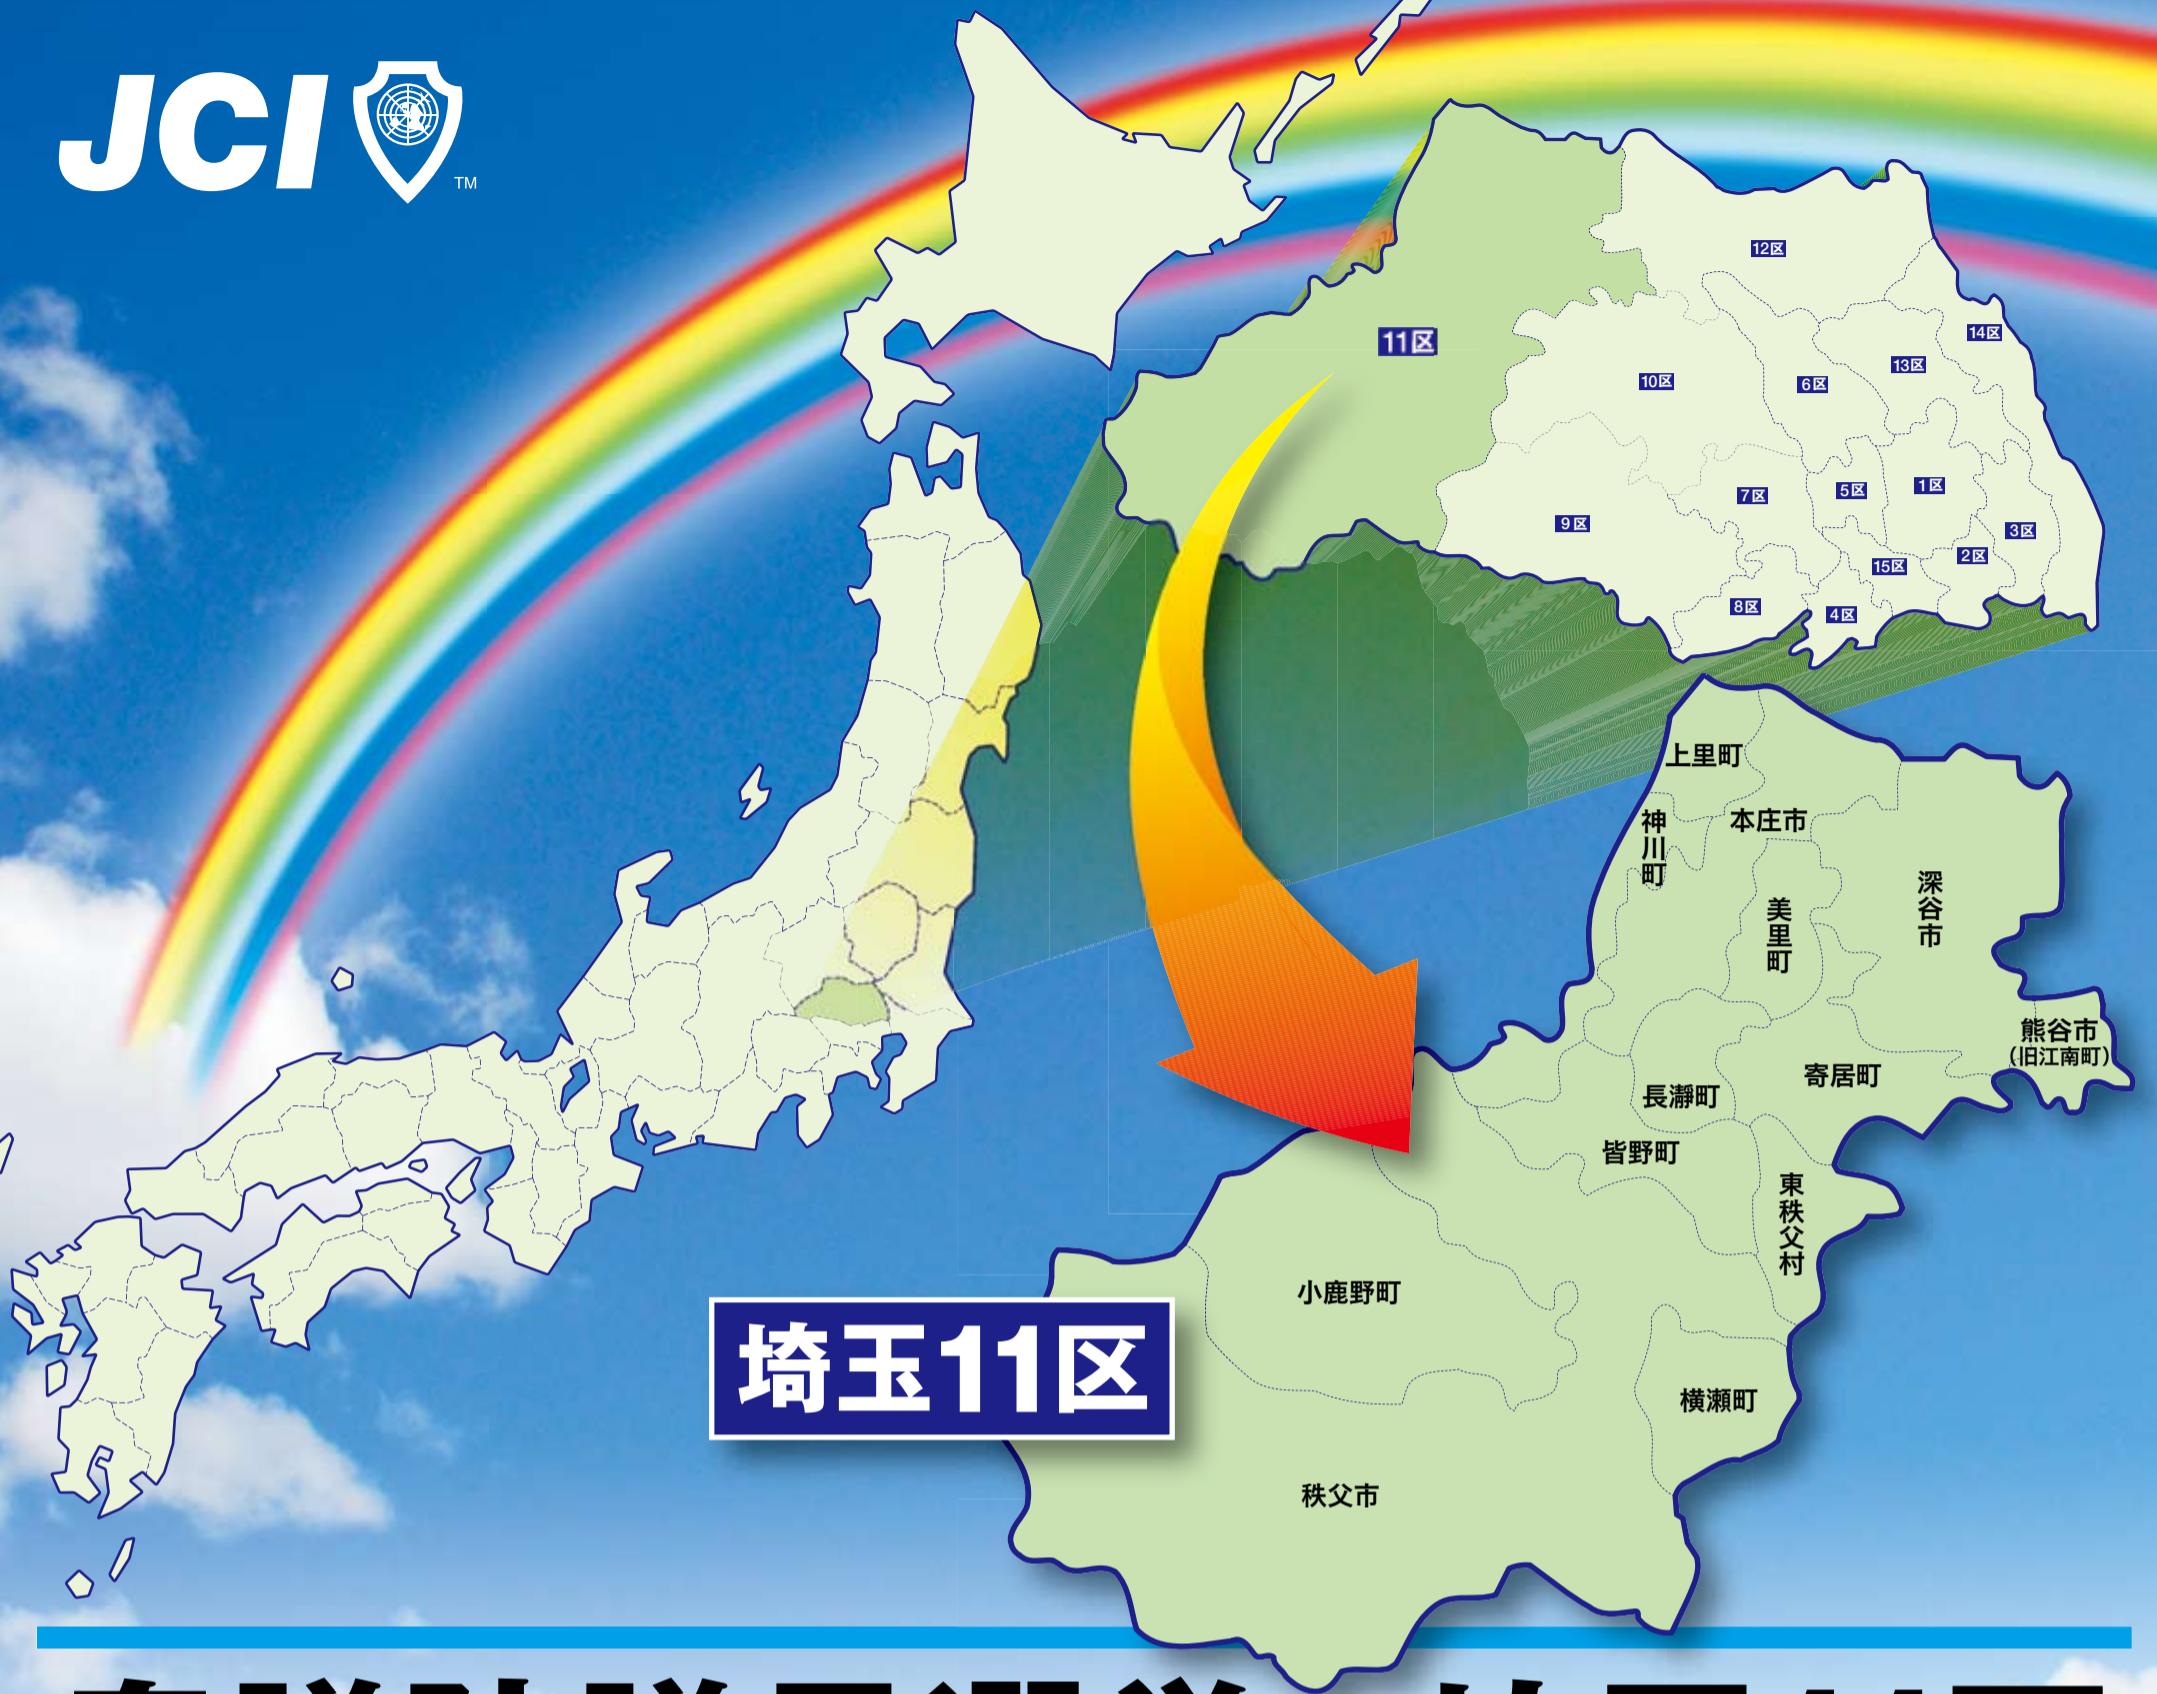 JCI
TM
12区
11区
14区
13区
10区
6区
7区
5区
1区
9区
3区
2区
15区
8区
4区
上里町
神川町
本庄市
美里町
深谷市
熊谷市
(旧江南町)
寄居町
長瀞町
皆野町
東秩父村
小鹿野町
埼玉11区
横瀬町
秩父市